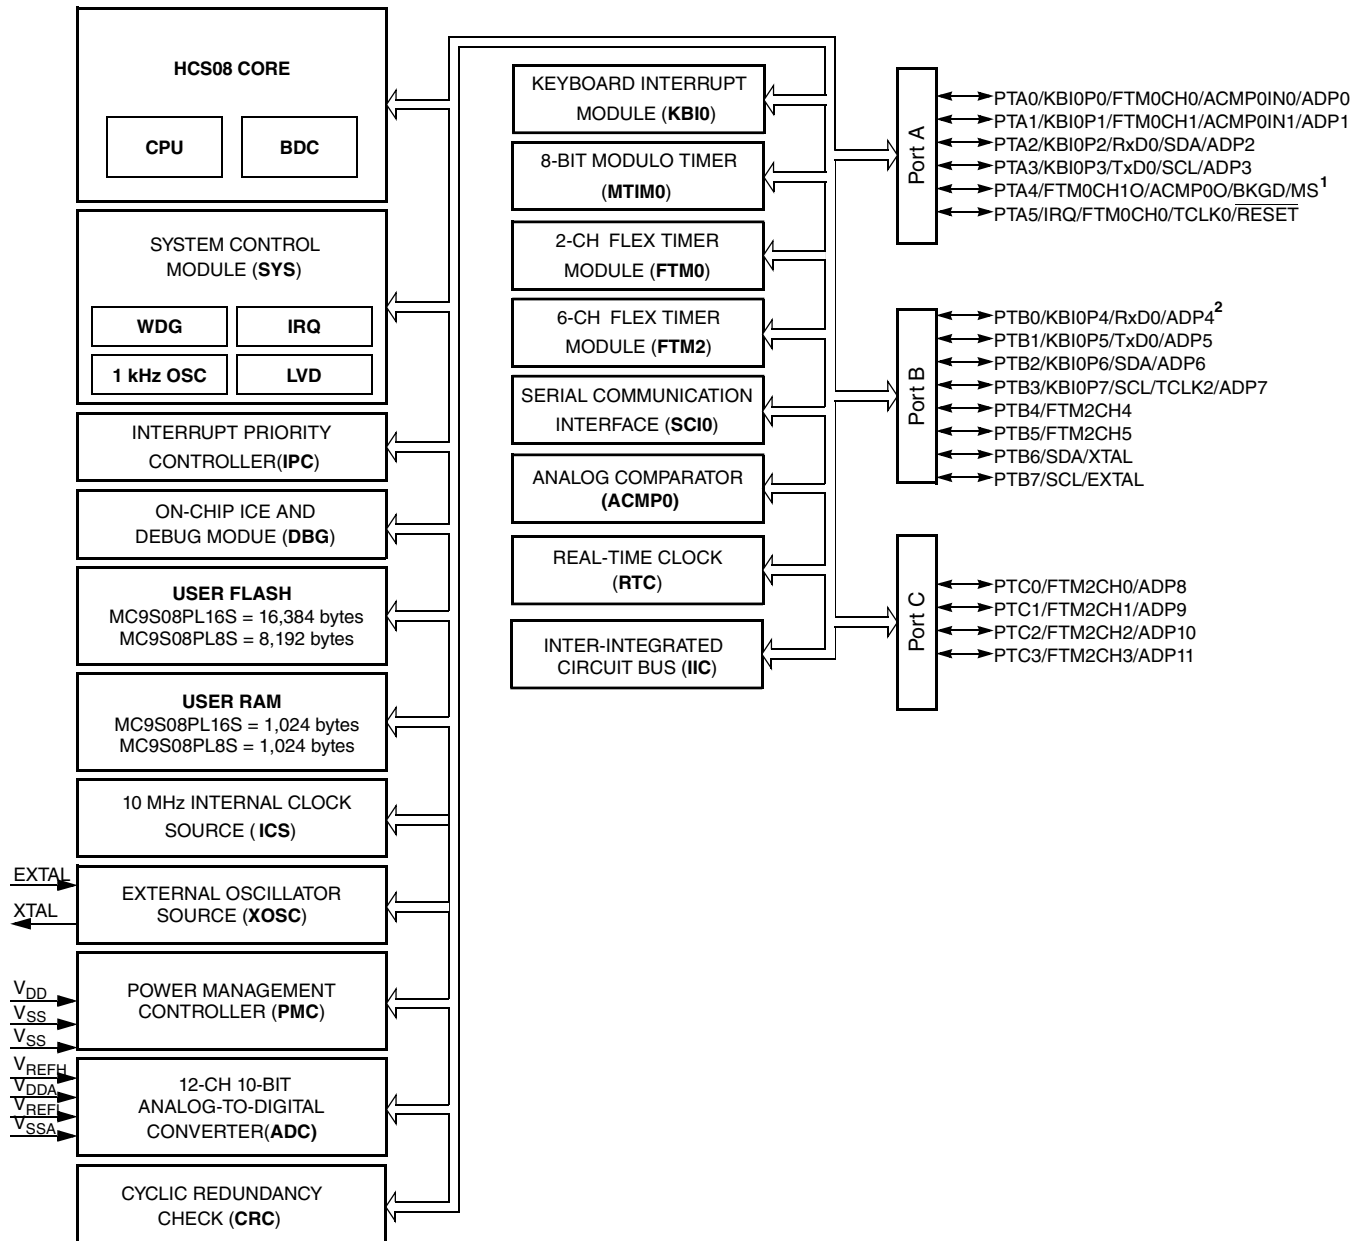 HCS08 CORE
CPU
BDC
SYSTEM CONTROL
MODULE (SYS)
WDG
IRQ
1 kHz OSC
LVD
INTERRUPT PRIORITY
CONTROLLER(IPC)
ON-CHIP ICE AND
DEBUG MODUE (DBG)
USER FLASH
MC9S08PL16S = 16,384 bytes
MC9S08PL8S = 8,192 bytes
USER RAM
MC9S08PL16S = 1,024 bytes
MC9S08PL8S = 1,024 bytes
10 MHz INTERNAL CLOCK
SOURCE ( ICS)
EXTAL
XTAL
EXTERNAL OSCILLATOR
SOURCE (XOSC)
VDD
VSS
VSS
POWER MANAGEMENT
CONTROLLER (PMC)
VREFH
VDDA
VREFL
VSSA
12-CH 10-BIT
ANALOG-TO-DIGITAL
CONVERTER(ADC)
CYCLIC REDUNDANCY
CHECK (CRC)
KEYBOARD INTERRUPT
MODULE (KBI0)
8-BIT MODULO TIMER
(MTIM0)
2-CH FLEX TIMER
MODULE (FTM0)
6-CH FLEX TIMER
MODULE (FTM2)
SERIAL COMMUNICATION
INTERFACE (SCI0)
ANALOG COMPARATOR
(ACMP0)
REAL-TIME CLOCK
(RTC)
INTER-INTEGRATED
CIRCUIT BUS (IIC)
Port A
PTA0/KBI0P0/FTM0CH0/ACMP0IN0/ADP0
PTA1/KBI0P1/FTM0CH1/ACMP0IN1/ADP1
PTA2/KBI0P2/RxD0/SDA/ADP2
PTA3/KBI0P3/TxD0/SCL/ADP3
PTA4/FTM0CH1O/ACMP0O/BKGD/MS1
PTA5/IRQ/FTM0CH0/TCLK0/RESET
Port B
PTB0/KBI0P4/RxD0/ADP42
PTB1/KBI0P5/TxD0/ADP5
PTB2/KBI0P6/SDA/ADP6
PTB3/KBI0P7/SCL/TCLK2/ADP7
PTB4/FTM2CH4
PTB5/FTM2CH5
PTB6/SDA/XTAL
PTB7/SCL/EXTAL
Port C
PTC0/FTM2CH0/ADP8
PTC1/FTM2CH1/ADP9
PTC2/FTM2CH2/ADP10
PTC3/FTM2CH3/ADP11